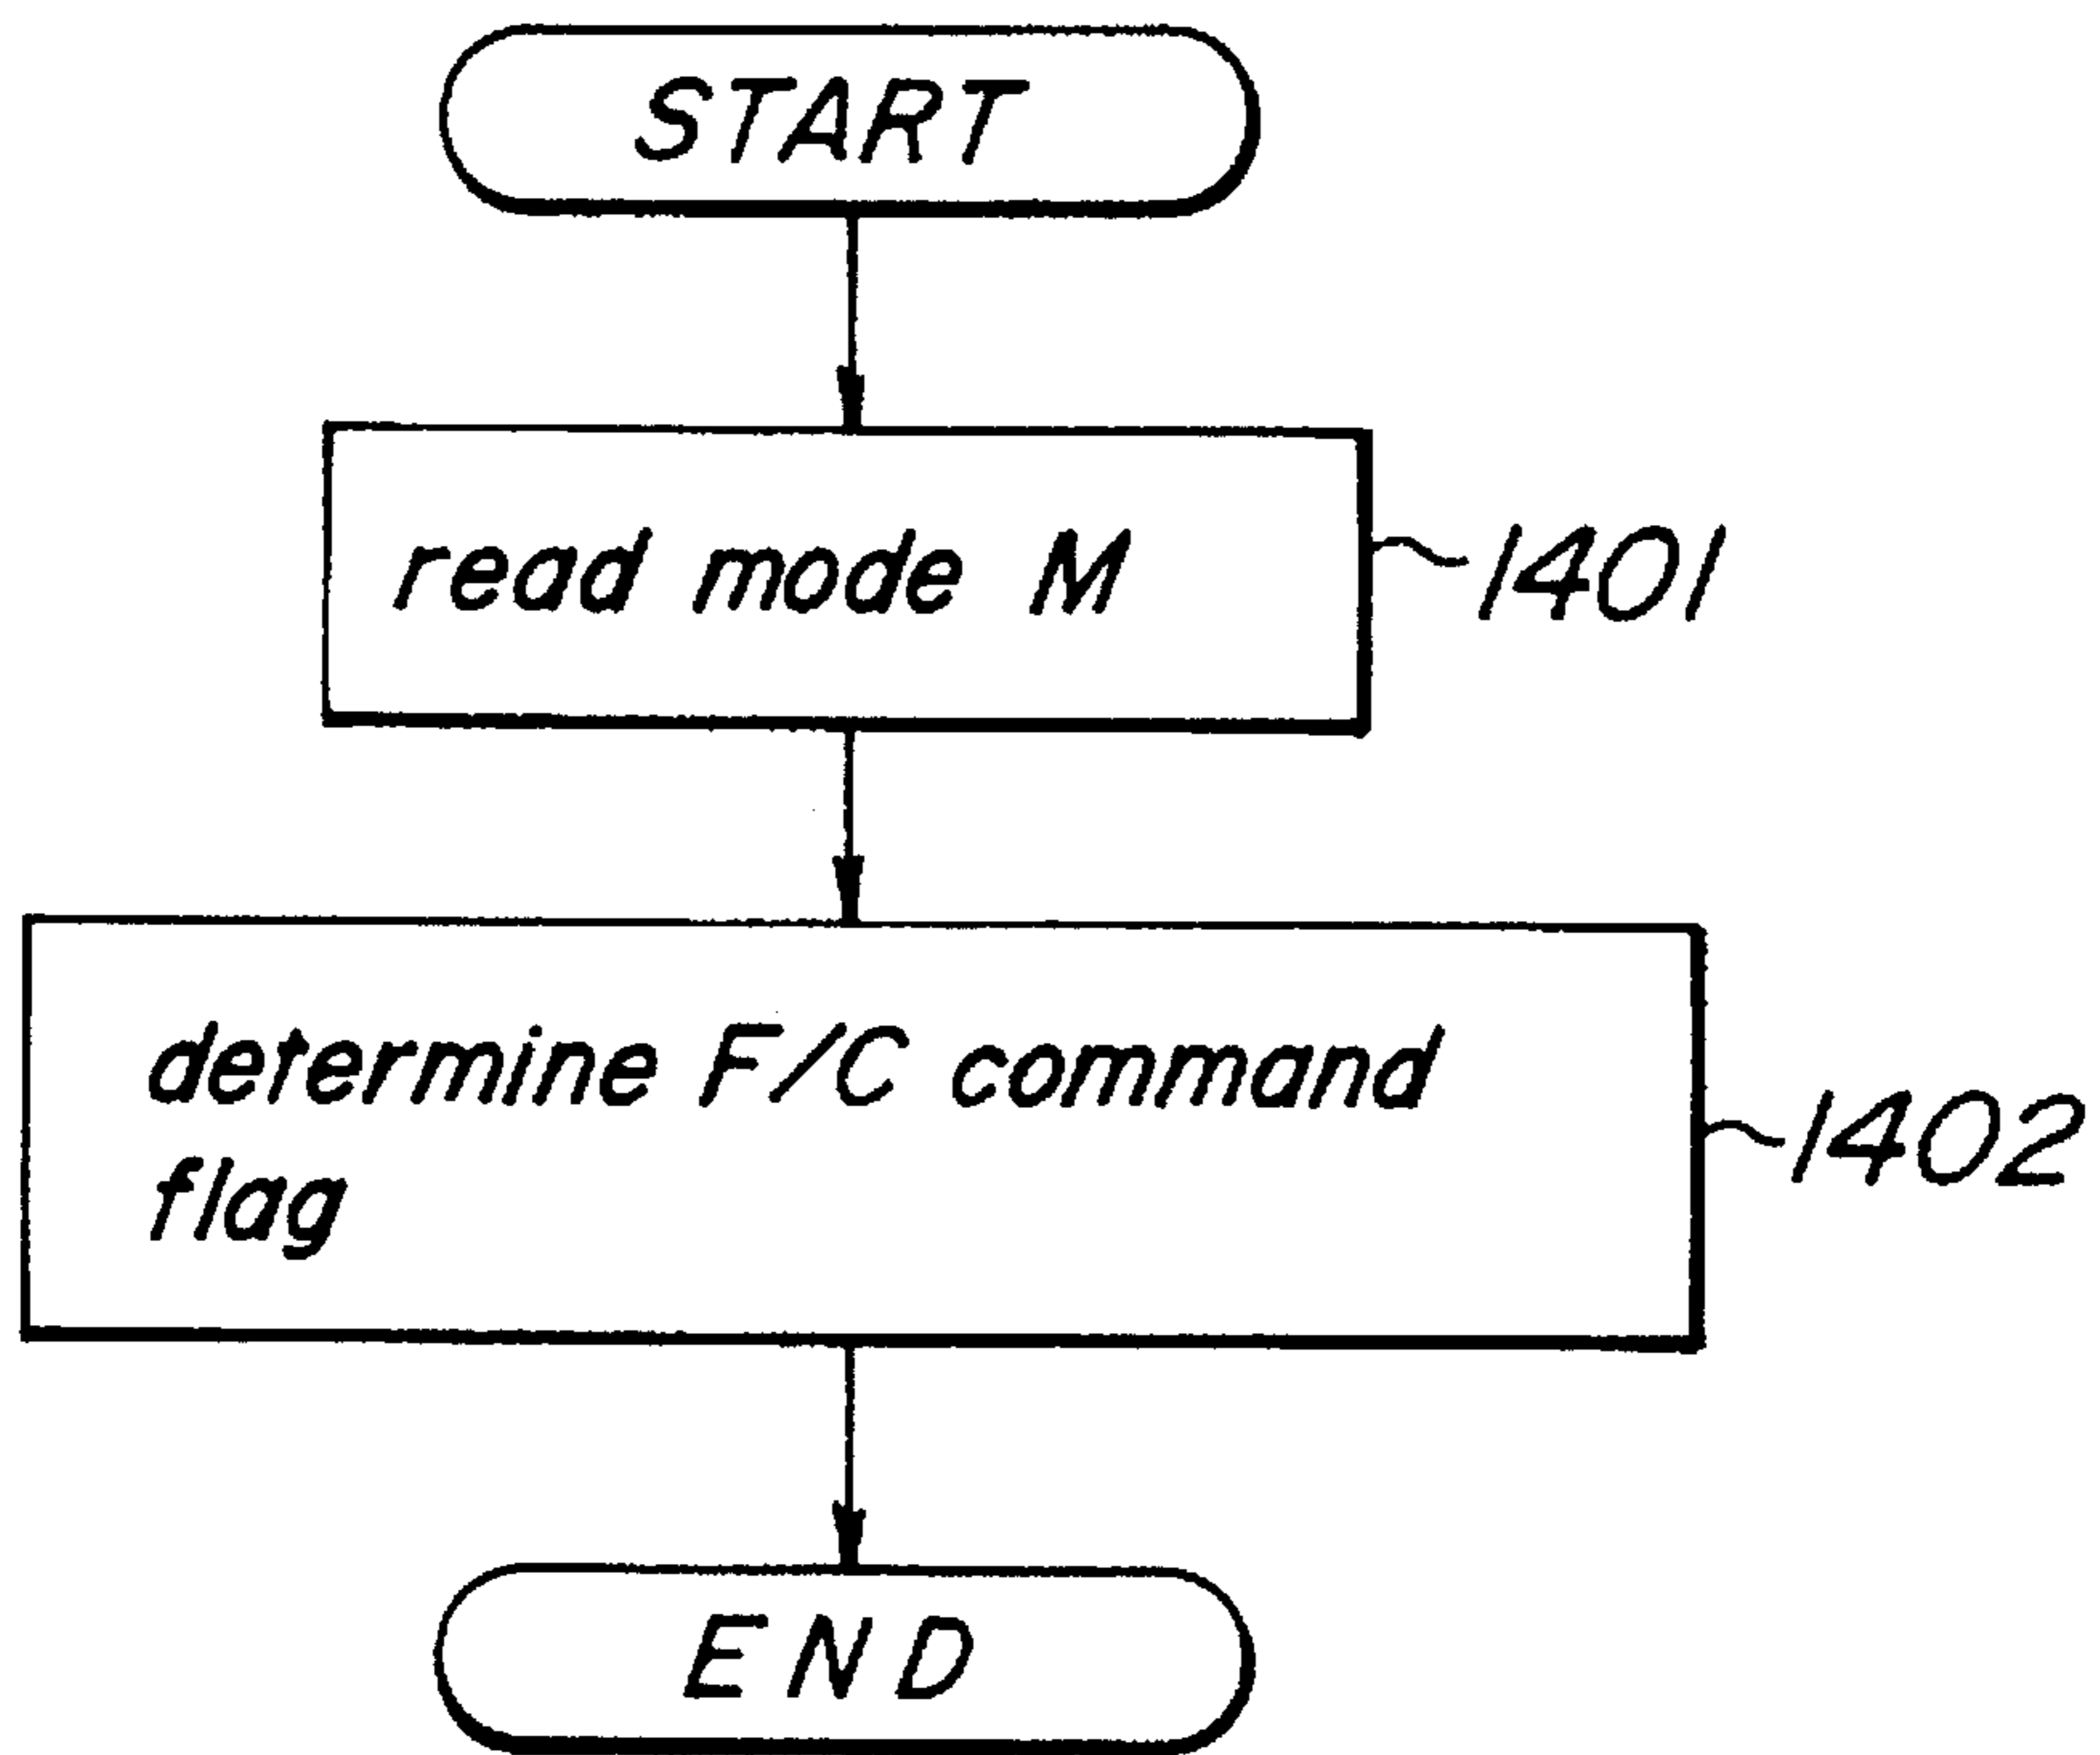 START
read mode M
1401
determine F/C command
flag
1402
END